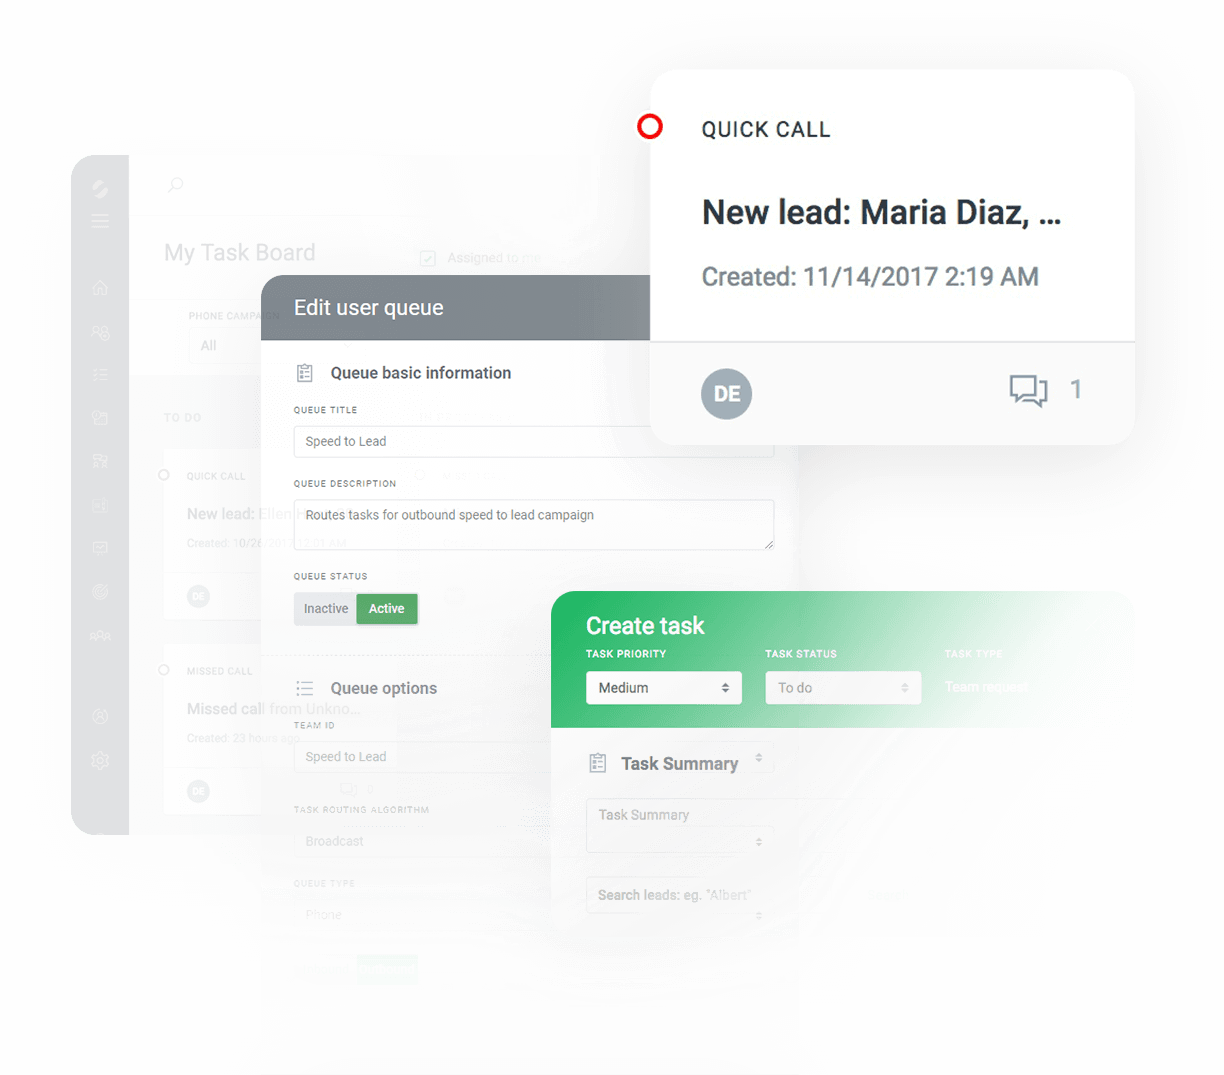 QUICK CALL
New lead: Maria Diaz, ...
Created: 11/14/2017 2:19 AM
DE
1
My Task Board
Assigned to me
PHONE CAMPAIGN
All
TO DO
QUICK CALL
New lead: Ellen
Created: 10/26/2017 12:01 AM
DE
MISSED CALL
Missed call from Unkno...
Created: 23 hours ago
DE
0
Edit user queue
Queue basic information
QUEUE TITLE
Speed to Lead
QUEUE DESCRIPTION
Routes tasks for outbound speed to lead campaign
QUEUE STATUS
Inactive
Active
Queue options
TEAM ID
Speed to Lead
TASK ROUTING ALGORITHM
Broadcast
QUEUE TYPE
Phone
Create task
TASK PRIORITY
TASK STATUS
TASK TYPE
Medium
To do
Team request
Task Summary
Task Summary
Search leads: eg. "Albert"